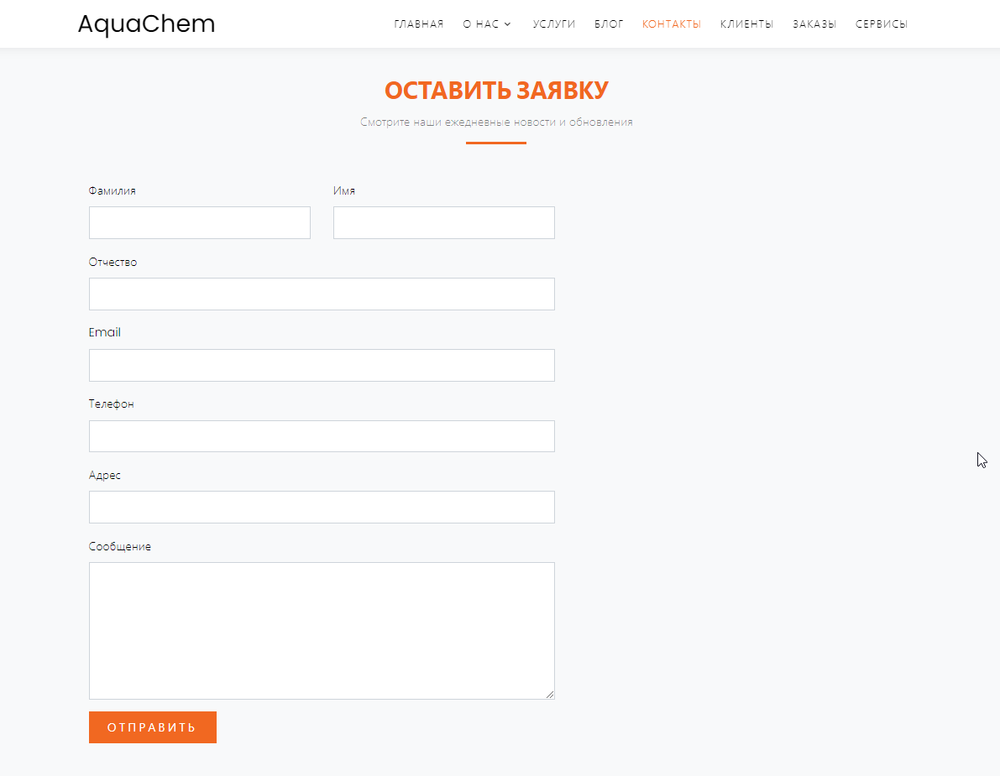 AquaChem ГЛАВНАЯ О НАС УСЛУГИ БЛОГ КОНТАКТЫ КЛИЕНТЫ ЗАКАЗЫ СЕРВИСЫ
ОСТАВИТЬ ЗАЯВКУ
Смотрите наши ежедневные новости и обновления
Фамилия Имя
Отчество
Email
Телефон
Адрес
Сообщение
ОТПРАВИТЬ